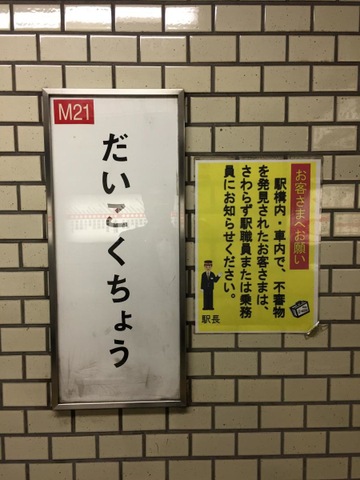 M21
だいこくちょう
お客さまへお願い
駅構内・車内で、不審物
を発見されたお客さまは、
さわらず駅職員または乗務
員にお知らせください。
駅長